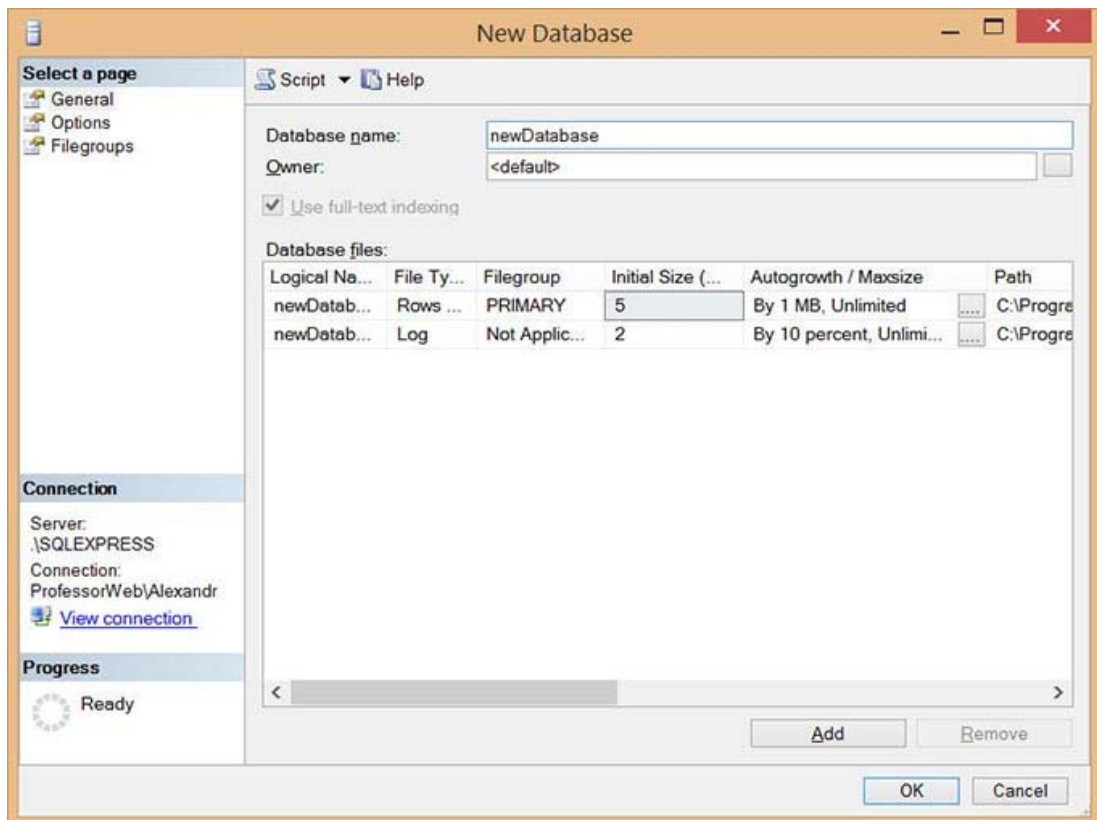 New Database
Select a page
General
Options
Filegroups
Script Help
Database name: newDatabase
Owner: <default>
Use full-text indexing
Database files:
Logical Na... File Ty... Filegroup Initial Size (... Autogrowth / Maxsize Path
newDatab... Rows ... PRIMARY 5 By 1 MB, Unlimited .... C:\Progra
newDatab... Log Not Applic... 2 By 10 percent, Unlimi... .... C:\Progra
Connection
Server:
.\SQLEXPRESS
Connection:
ProfessorWeb\Alexandr
View connection
Progress
Ready
Add Remove
OK Cancel